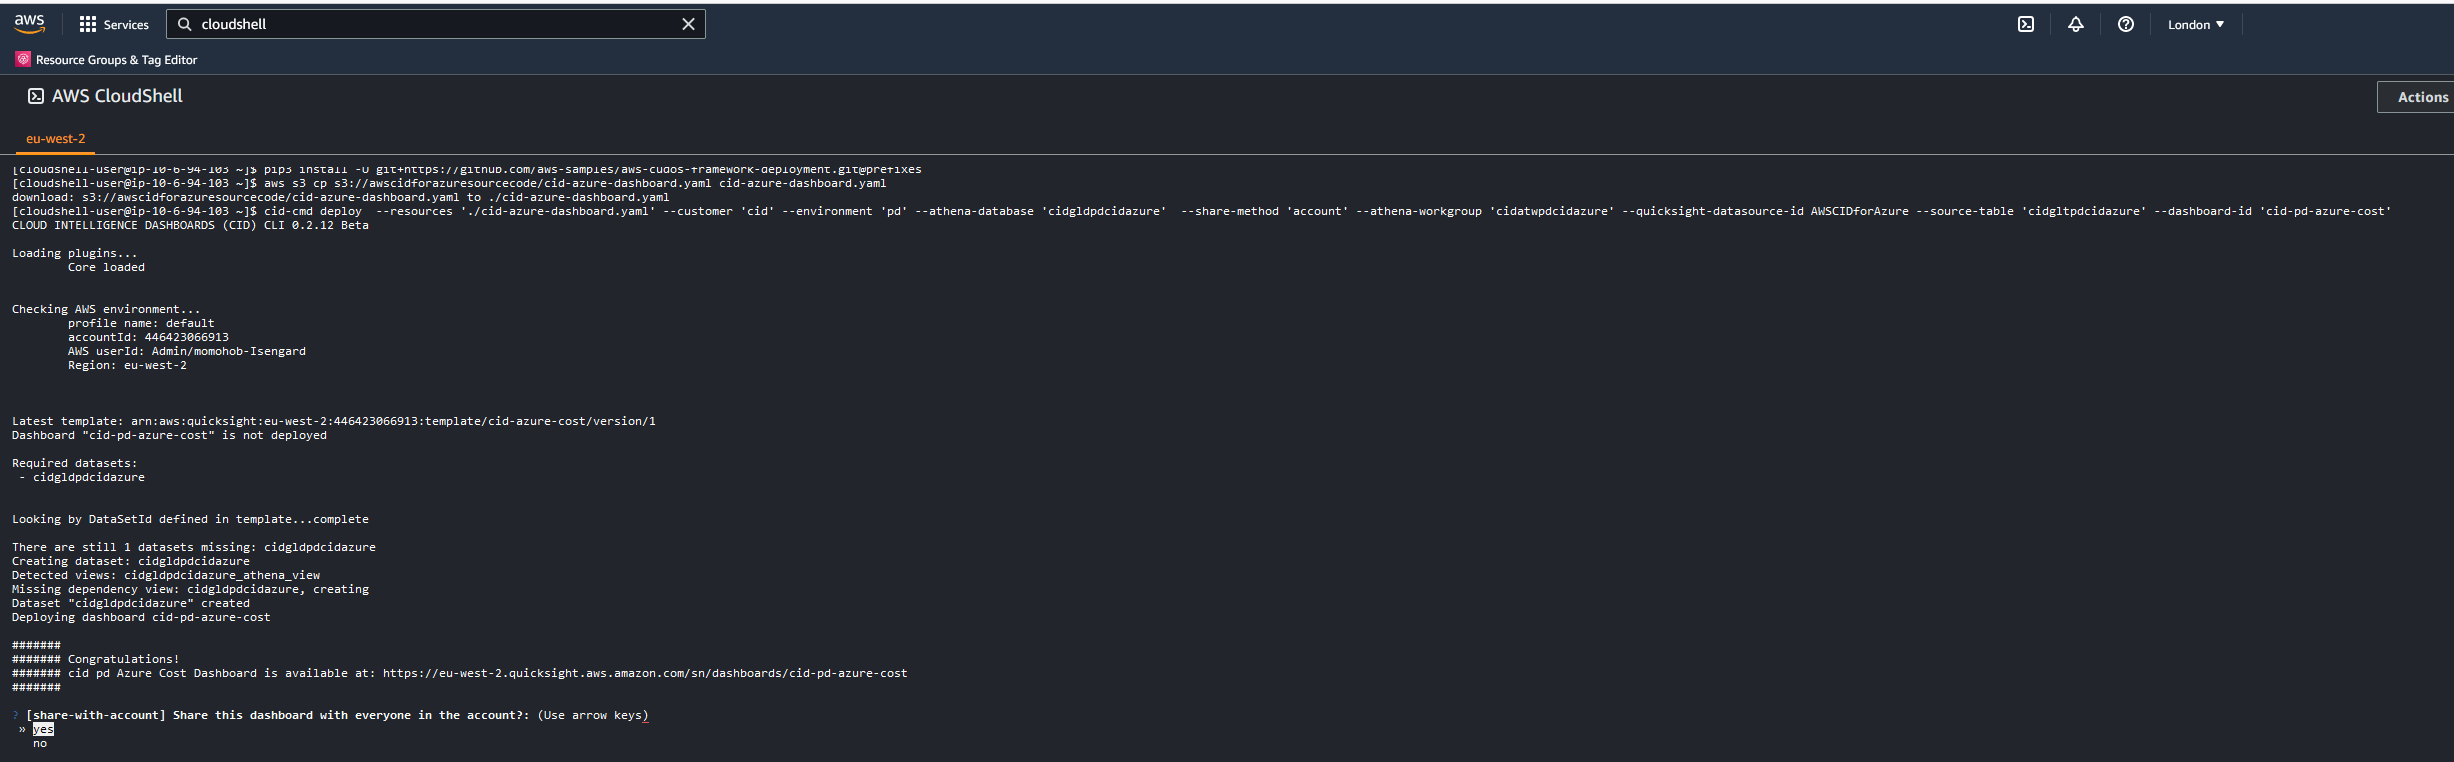 aws Services cloudshell London
Resource Groups & Tag Editor
AWS CloudShell
Actions
eu-west-2
[cloudshell-user@ip-10-6-94-103 ~]$ pip3 install -U git+https://github.com/aws-samples/aws-cudos-framework-deployment.git@prefixes
[cloudshell-user@ip-10-6-94-103 ~]$ aws s3 cp s3://awscidforazuresourcecode/cid-azure-dashboard.yaml cid-azure-dashboard.yaml
download: s3://awscidforazuresourcecode/cid-azure-dashboard.yaml to ./cid-azure-dashboard.yaml
[cloudshell-user@ip-10-6-94-103 ~]$ cid-cmd deploy  --resources './cid-azure-dashboard.yaml' --customer 'cid' --environment 'pd' --athena-database 'cidgldpdcidazure'  --share-method 'account' --athena-workgroup 'cidatwpdcidazure' --quicksight-datasource-id AWSCIDforAzure --source-table 'cidgltpdcidazure' --dashboard-id 'cid-pd-azure-cost'
CLOUD INTELLIGENCE DASHBOARDS (CID) CLI 0.2.12 Beta
Loading plugins...
Core loaded
Checking AWS environment...
profile name: default
accountId: 446423066913
AWS userId: Admin/momohob-Isengard
Region: eu-west-2
Latest template: arn:aws:quicksight:eu-west-2:446423066913:template/cid-azure-cost/version/1
Dashboard "cid-pd-azure-cost" is not deployed
Required datasets:
- cidgldpdcidazure
Looking by DataSetId defined in template...complete
There are still 1 datasets missing: cidgldpdcidazure
Creating dataset: cidgldpdcidazure
Detected views: cidgldpdcidazure_athena_view
Missing dependency view: cidgldpdcidazure, creating
Dataset "cidgldpdcidazure" created
Deploying dashboard cid-pd-azure-cost
#######
####### Congratulations!
####### cid pd Azure Cost Dashboard is available at: https://eu-west-2.quicksight.aws.amazon.com/sn/dashboards/cid-pd-azure-cost
#######
? [share-with-account] Share this dashboard with everyone in the account?: (Use arrow keys)
» yes
no